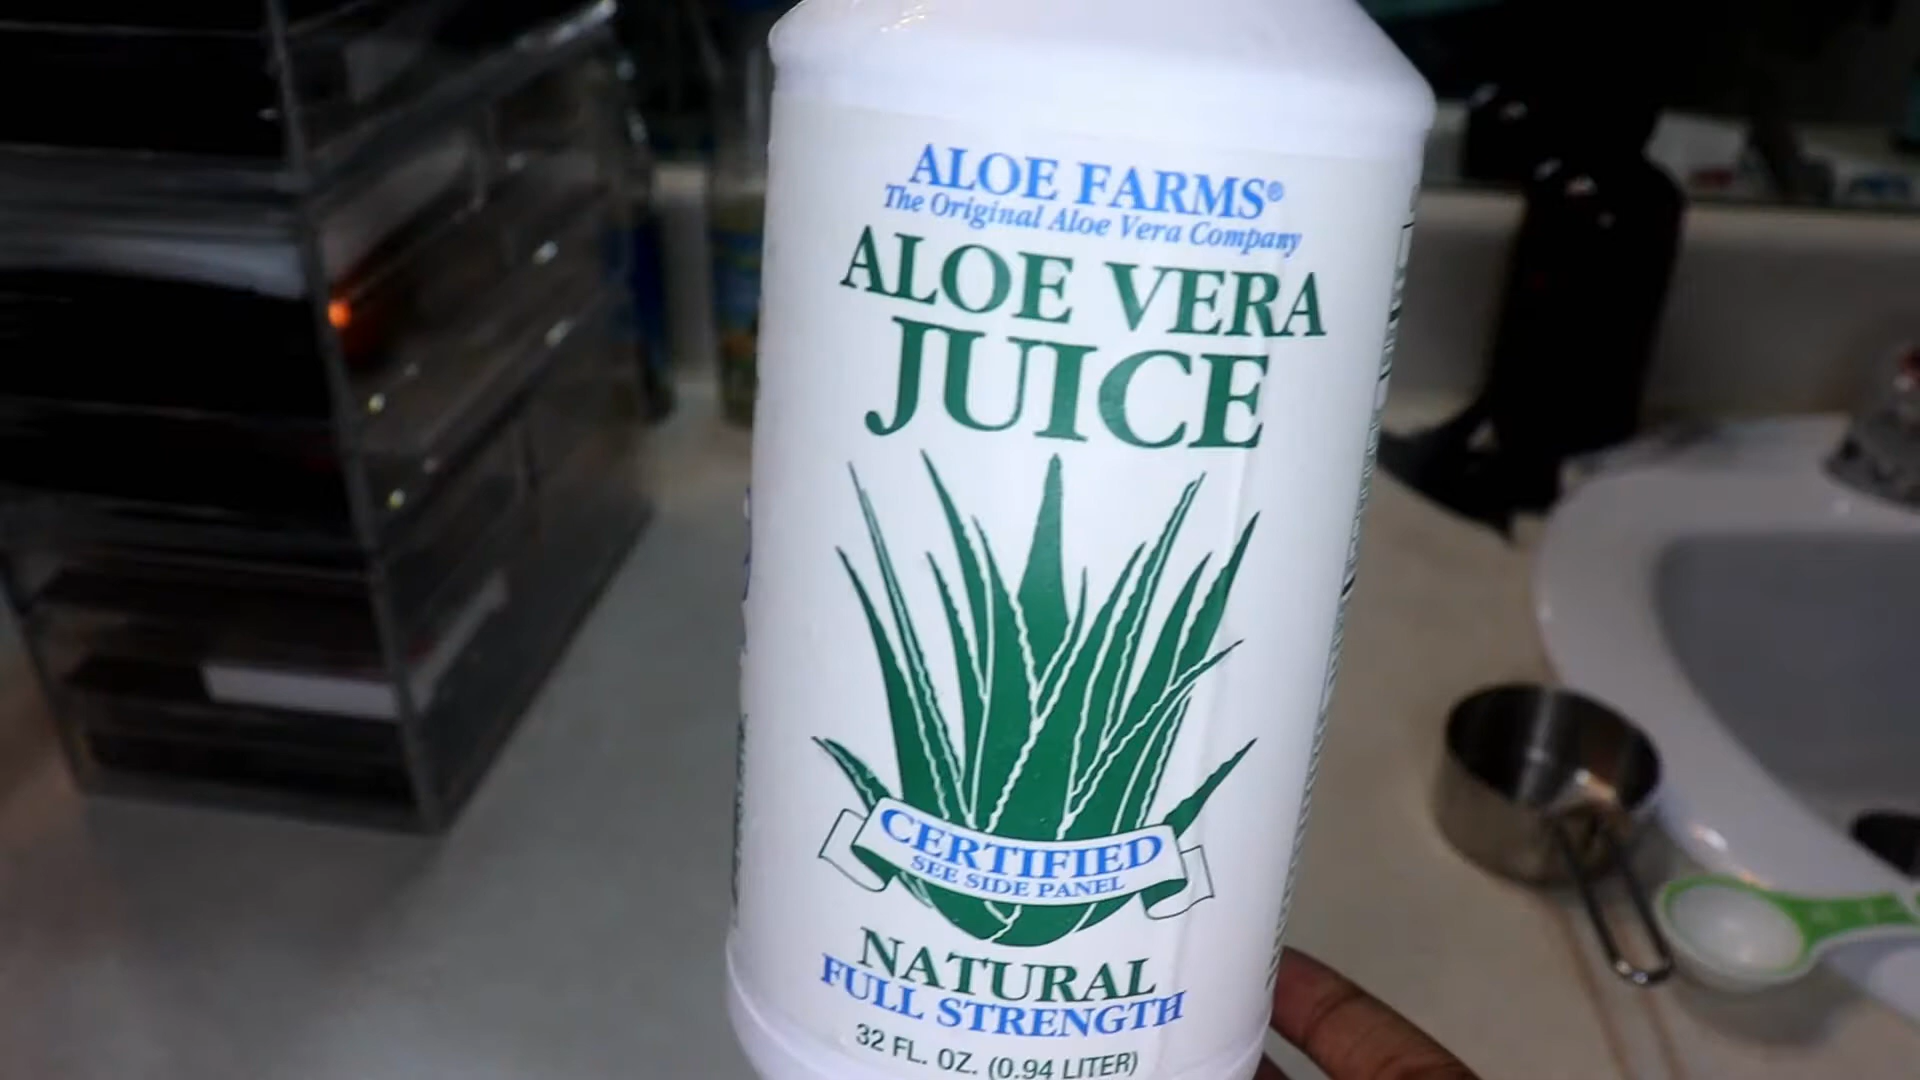 ALOE FARMS®
The Original Aloe Vera Company
ALOE VERA
JUICE
CERTIFIED
SEE SIDE PANEL
NATURAL
FULL STRENGTH
32 FL. OZ. (0.94 LITER)